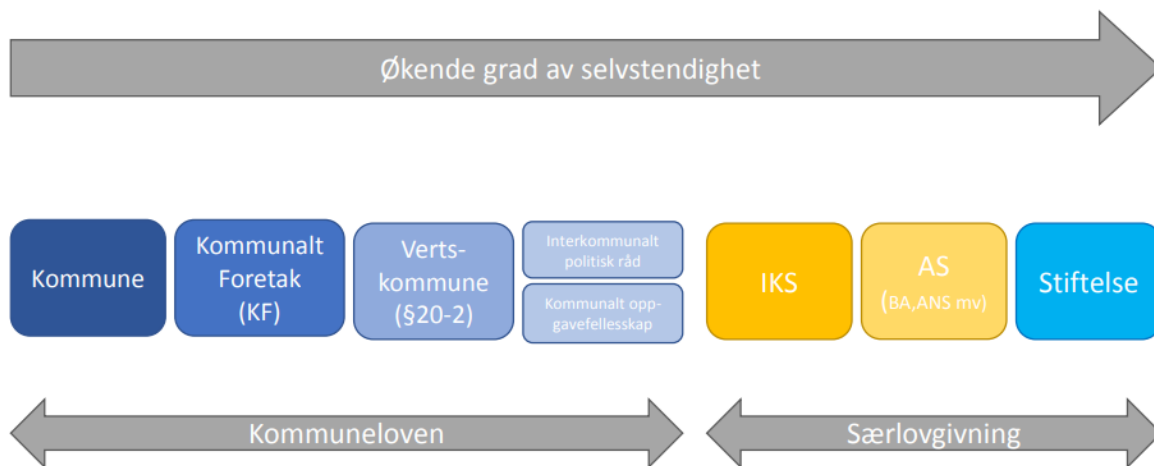 Økende grad av selvstendighet
Kommune
Kommunalt
Foretak
(KF)
Verts-
kommune
(§20-2)
Interkommunalt
politisk råd
Kommunalt opp-
gavefellesskap
IKS
AS
(BA,ANS mv)
Stiftelse
Kommuneloven
Særlovgivning